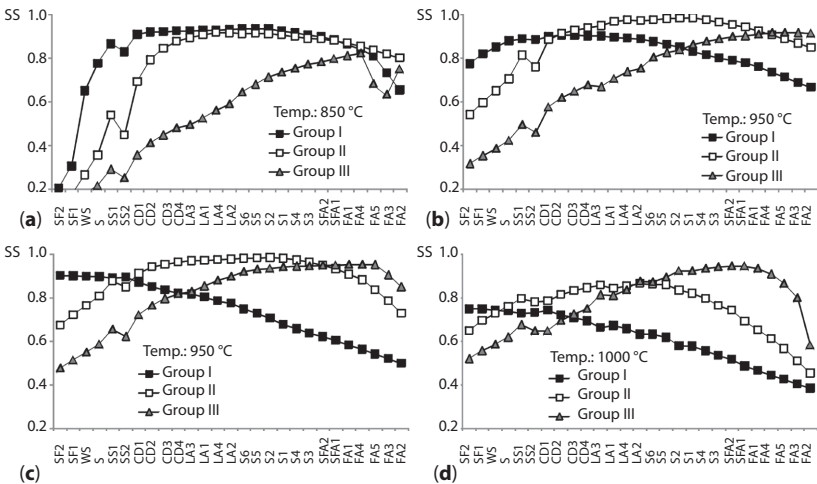 SS
1.0
0.8
0.6
0.4
0.2
Temp.: 850 °C
Group I
Group II
Group III
SF2 SF1 WS S SS1 SS2 CD1 CD2 CD3 CD4 LA3 LA1 LA4 LA2 S6 S5 S2 S1 S4 S3 SFA2 SFA1 FA1 FA4 FA5 FA3 FA2
(a)
SS
1.0
0.8
0.6
0.4
0.2
Temp.: 950 °C
Group I
Group II
Group III
SF2 SF1 WS S SS1 SS2 CD1 CD2 CD3 CD4 LA3 LA1 LA4 LA2 S6 S5 S2 S1 S4 S3 SFA2 SFA1 FA1 FA4 FA5 FA3 FA2
(b)
SS
1.0
0.8
0.6
0.4
0.2
Temp.: 950 °C
Group I
Group II
Group III
SF2 SF1 WS S SS1 SS2 CD1 CD2 CD3 CD4 LA3 LA1 LA4 LA2 S6 S5 S2 S1 S4 S3 SFA2 SFA1 FA1 FA4 FA5 FA3 FA2
(c)
SS
1.0
0.8
0.6
0.4
0.2
Temp.: 1000 °C
Group I
Group II
Group III
SF2 SF1 WS S SS1 SS2 CD1 CD2 CD3 CD4 LA3 LA1 LA4 LA2 S6 S5 S2 S1 S4 S3 SFA2 SFA1 FA1 FA4 FA5 FA3 FA2
(d)